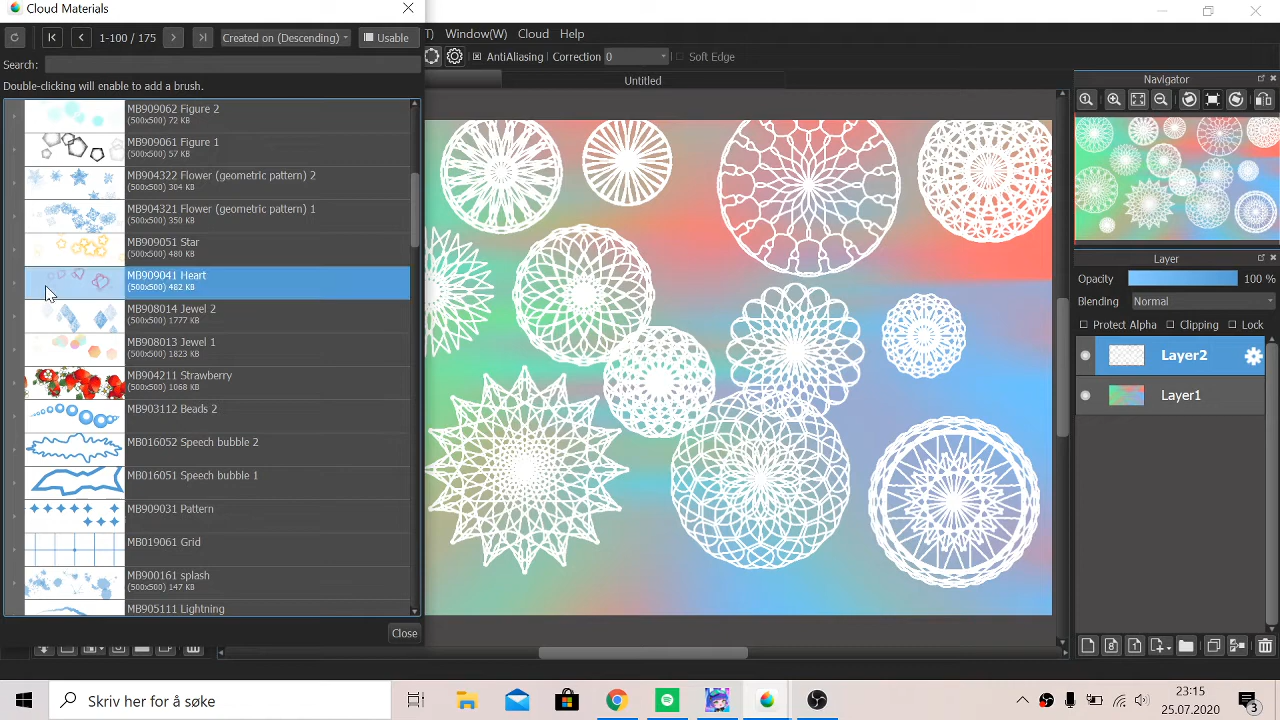 Cloud Materials
1-100 / 175
Created on (Descending)
Usable
Search:
Double-clicking will enable to add a brush.
MB909062 Figure 2
(500x500) 72 KB
MB909061 Figure 1
(500x500) 57 KB
MB904322 Flower (geometric pattern) 2
(500x500) 304 KB
MB904321 Flower (geometric pattern) 1
(500x500) 350 KB
MB909051 Star
(500x500) 480 KB
MB909041 Heart
(500x500) 482 KB
MB908014 Jewel 2
(500x500) 1777 KB
MB908013 Jewel 1
(500x500) 1823 KB
MB904211 Strawberry
(500x500) 1068 KB
MB903112 Beads 2
MB016052 Speech bubble 2
MB016051 Speech bubble 1
MB909031 Pattern
MB019061 Grid
MB900161 splash
(500x500) 147 KB
MB905111 Lightning
Close
T) Window(W) Cloud Help
AntiAliasing Correction 0 Soft Edge
Untitled
Navigator
Layer
Opacity 100 %
Blending Normal
Protect Alpha Clipping Lock
Layer2
Layer1
8
1
Skriv her for å søke
23:15
25.07.2020
3